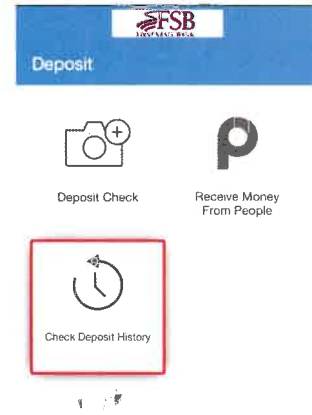 FSB
Deposit
Deposit Check
Receive Money
From People
Check Deposit History